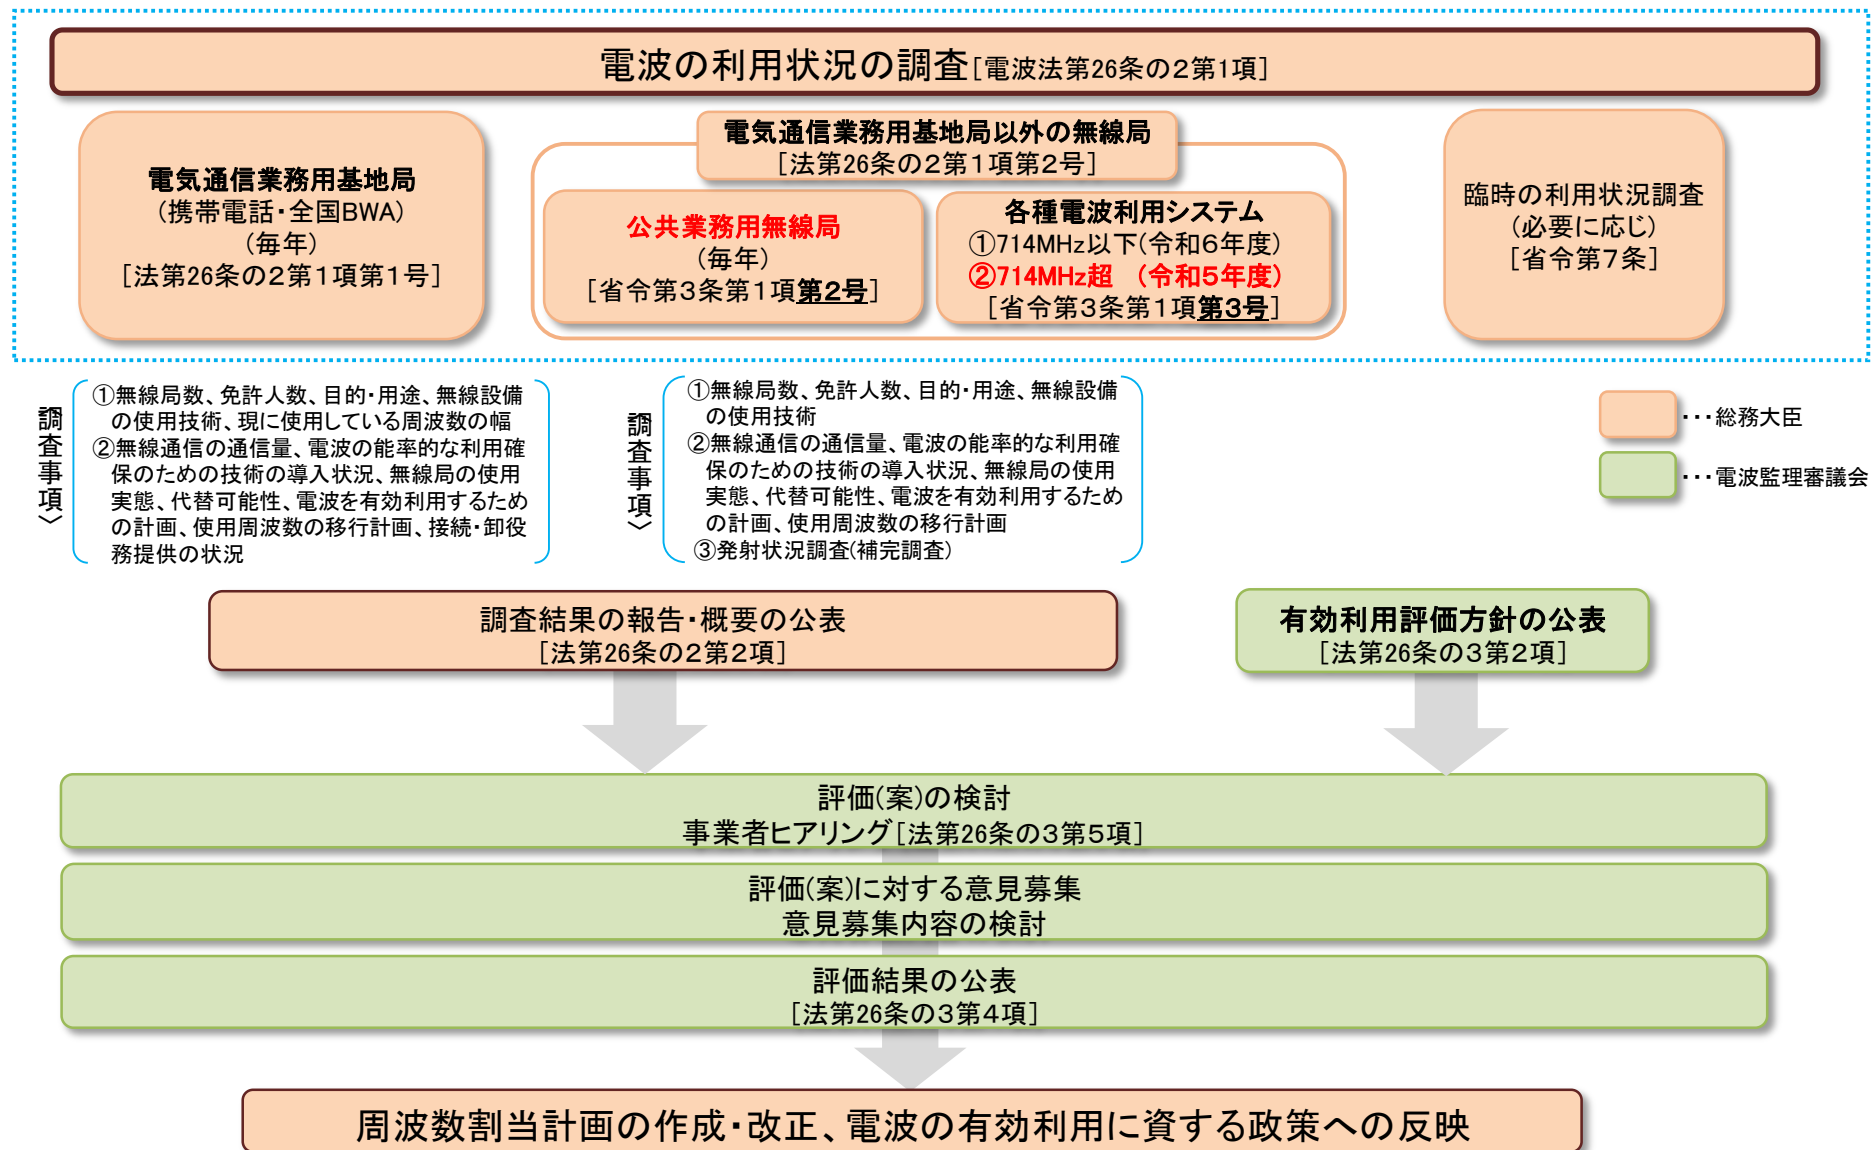 電波の利用状況の調査[電波法第26条の2第1項]
電気通信業務用基地局
(携帯電話・全国BWA)
(毎年)
[法第26条の2第1項第1号]
電気通信業務用基地局以外の無線局
[法第26条の2第1項第2号]
公共業務用無線局
(毎年)
[省令第3条第1項第2号]
各種電波利用システム
①714MHz以下(令和6年度)
②714MHz超 (令和5年度)
[省令第3条第1項第3号]
臨時の利用状況調査
(必要に応じ)
[省令第7条]
調査事項〉
①無線局数、免許人数、目的・用途、無線設備
の使用技術、現に使用している周波数の幅
②無線通信の通信量、電波の能率的な利用確
保のための技術の導入状況、無線局の使用
実態、代替可能性、電波を有効利用するため
の計画、使用周波数の移行計画、接続・卸役
務提供の状況
調査事項〉
①無線局数、免許人数、目的・用途、無線設備
の使用技術
②無線通信の通信量、電波の能率的な利用確
保のための技術の導入状況、無線局の使用
実態、代替可能性、電波を有効利用するため
の計画、使用周波数の移行計画
③発射状況調査(補完調査)
・・・総務大臣
・・・電波監理審議会
調査結果の報告・概要の公表
[法第26条の2第2項]
有効利用評価方針の公表
[法第26条の3第2項]
評価(案)の検討
事業者ヒアリング[法第26条の3第5項]
評価(案)に対する意見募集
意見募集内容の検討
評価結果の公表
[法第26条の3第4項]
周波数割当計画の作成・改正、電波の有効利用に資する政策への反映